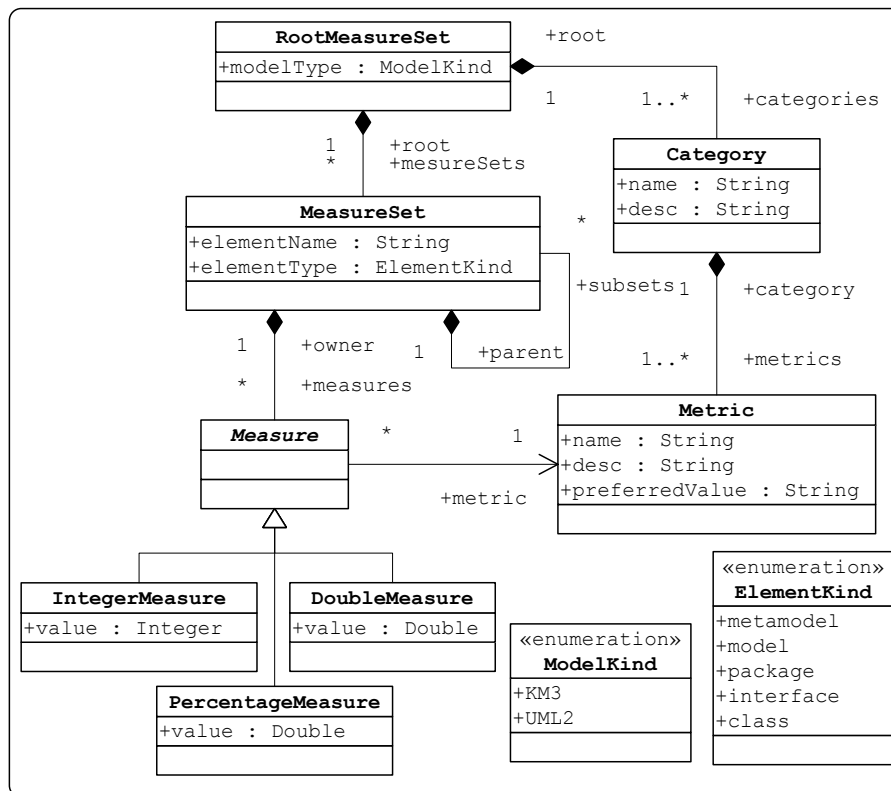 RootMeasureSet
+modelType : ModelKind
+root
1
1..*
+categories
1
+root
*
+mesureSets
Category
+name : String
+desc : String
MeasureSet
+elementName : String
+elementType : ElementKind
*
+subsets
1
+parent
1
+category
1..*
+metrics
1
+owner
*
+measures
Measure
*
1
+metric
Metric
+name : String
+desc : String
+preferredValue : String
IntegerMeasure
+value : Integer
DoubleMeasure
+value : Double
PercentageMeasure
+value : Double
«enumeration»
ModelKind
+KM3
+UML2
«enumeration»
ElementKind
+metamodel
+model
+package
+interface
+class